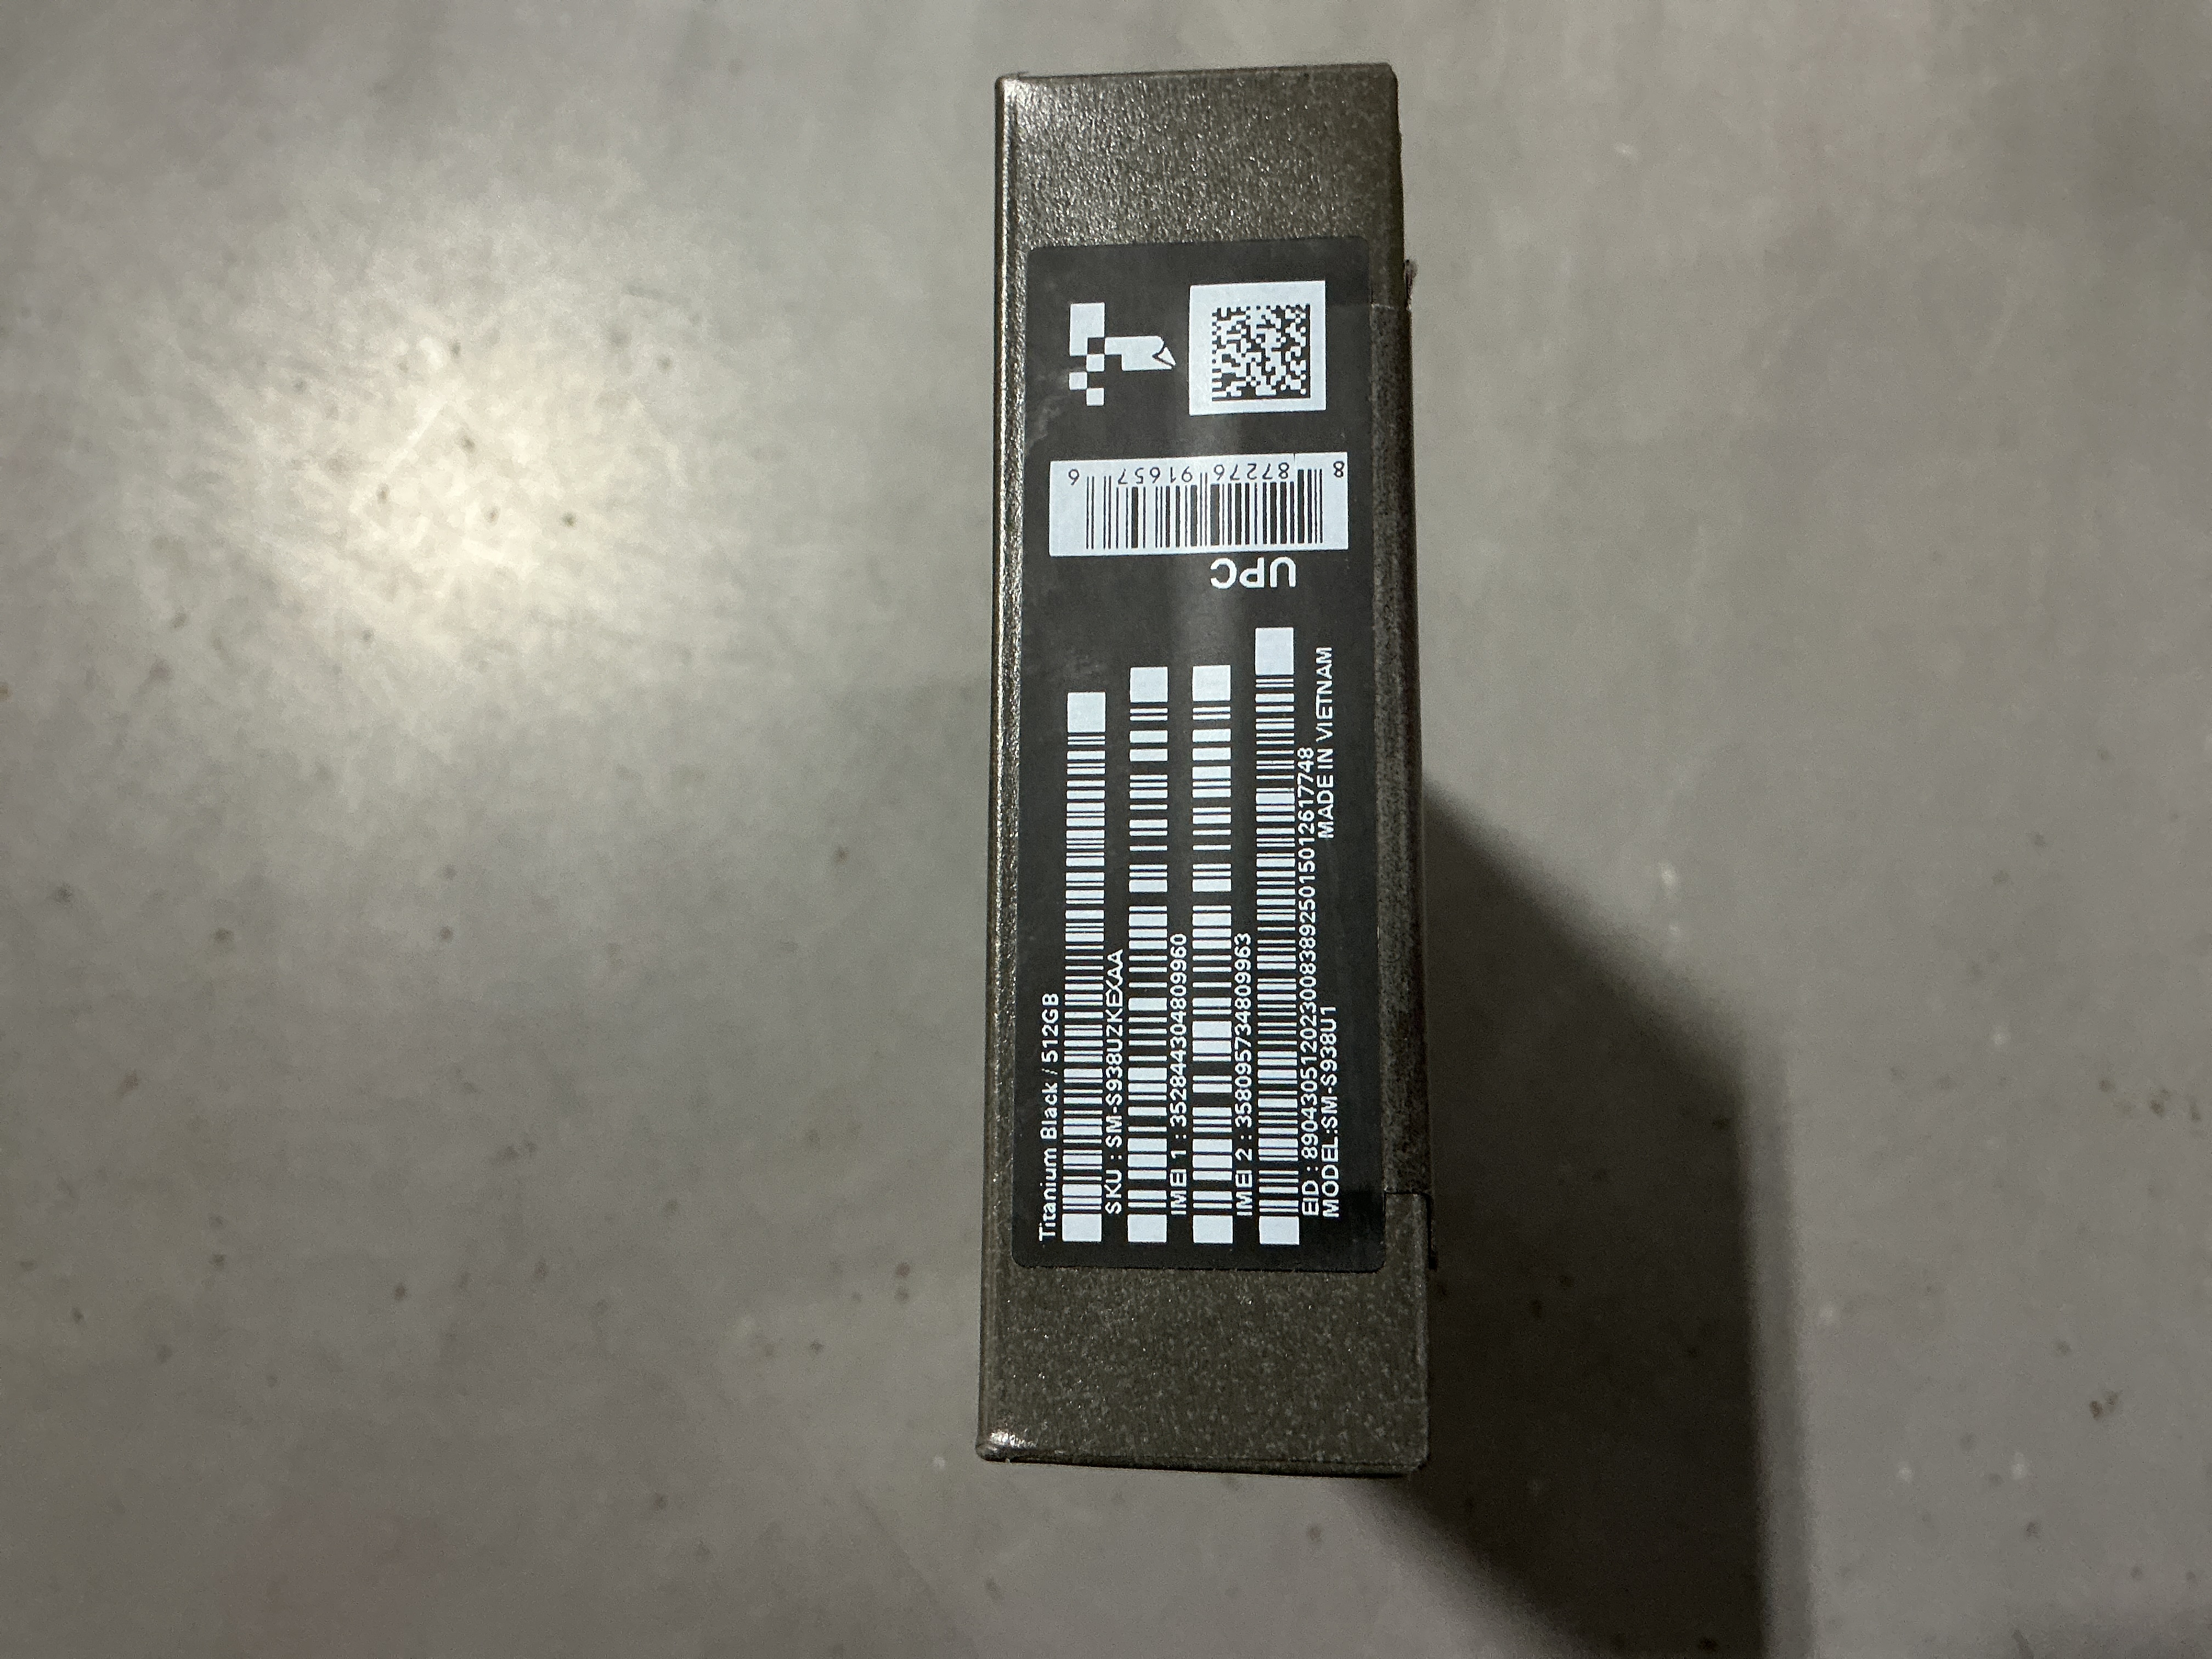 Titanium Black / 512GB
SKU : SM-S938UZKEXAA
IMEI 1 : 352844304809960
IMEI 2 : 358095734809963
EID : 89043051202300838925015012617748
MODEL:SM-S938U1
MADE IN VIETNAM
UPC
8 87276 91657 6